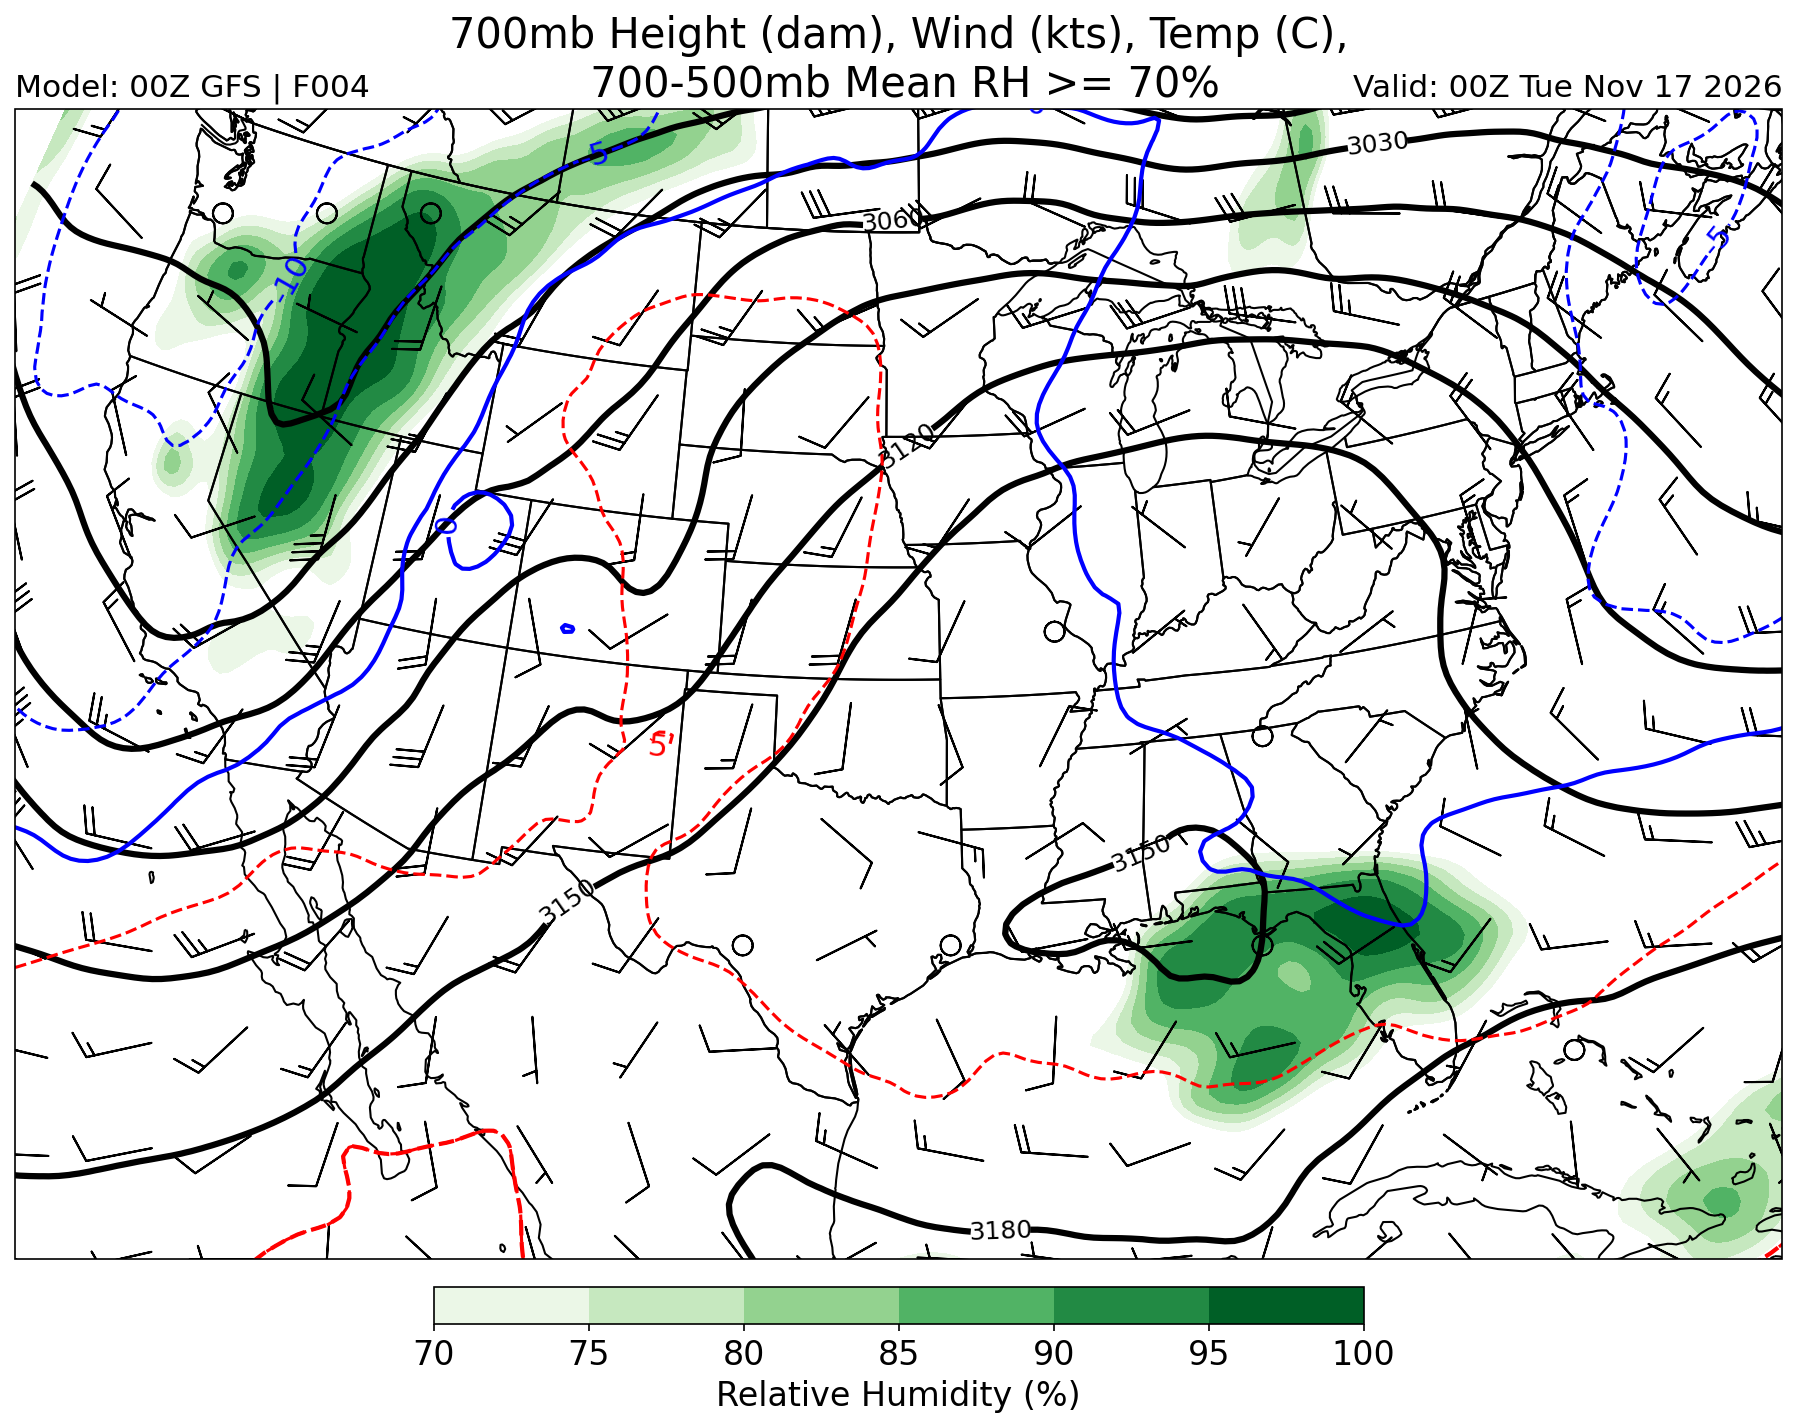 700mb Height (dam), Wind (kts), Temp (C),
700-500mb Mean RH >= 70%
Model: 00Z GFS | F004
Valid: 00Z Tue Nov 17 2026
3030
5
3060
-5
-10
3120
0
5
3150
3150
3180
70 75 80 85 90 95 100
Relative Humidity (%)